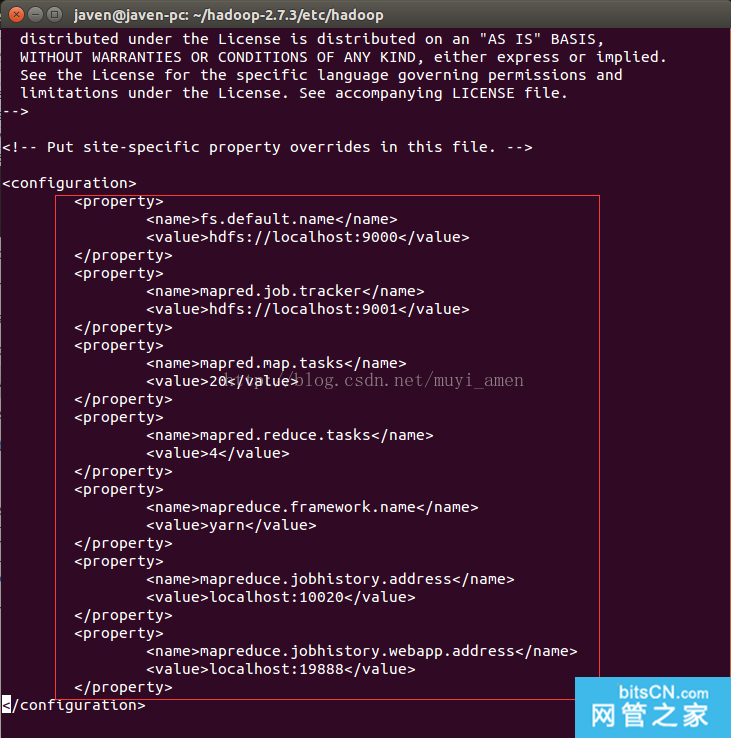 javen@javen-pc: ~/hadoop-2.7.3/etc/hadoop
distributed under the License is distributed on an "AS IS" BASIS,
WITHOUT WARRANTIES OR CONDITIONS OF ANY KIND, either express or implied.
See the License for the specific language governing permissions and
limitations under the License. See accompanying LICENSE file.
-->
<!-- Put site-specific property overrides in this file. -->
<configuration>
<property>
<name>fs.default.name</name>
<value>hdfs://localhost:9000</value>
</property>
<property>
<name>mapred.job.tracker</name>
<value>hdfs://localhost:9001</value>
</property>
<property>
<name>mapred.map.tasks</name>
<value>20</value>
http://blog.csdn.net/muyi_amen
</property>
<property>
<name>mapred.reduce.tasks</name>
<value>4</value>
</property>
<property>
<name>mapreduce.framework.name</name>
<value>yarn</value>
</property>
<property>
<name>mapreduce.jobhistory.address</name>
<value>localhost:10020</value>
</property>
<property>
<name>mapreduce.jobhistory.webapp.address</name>
<value>localhost:19888</value>
</property>
</configuration>
bitsCN.com
网管之家